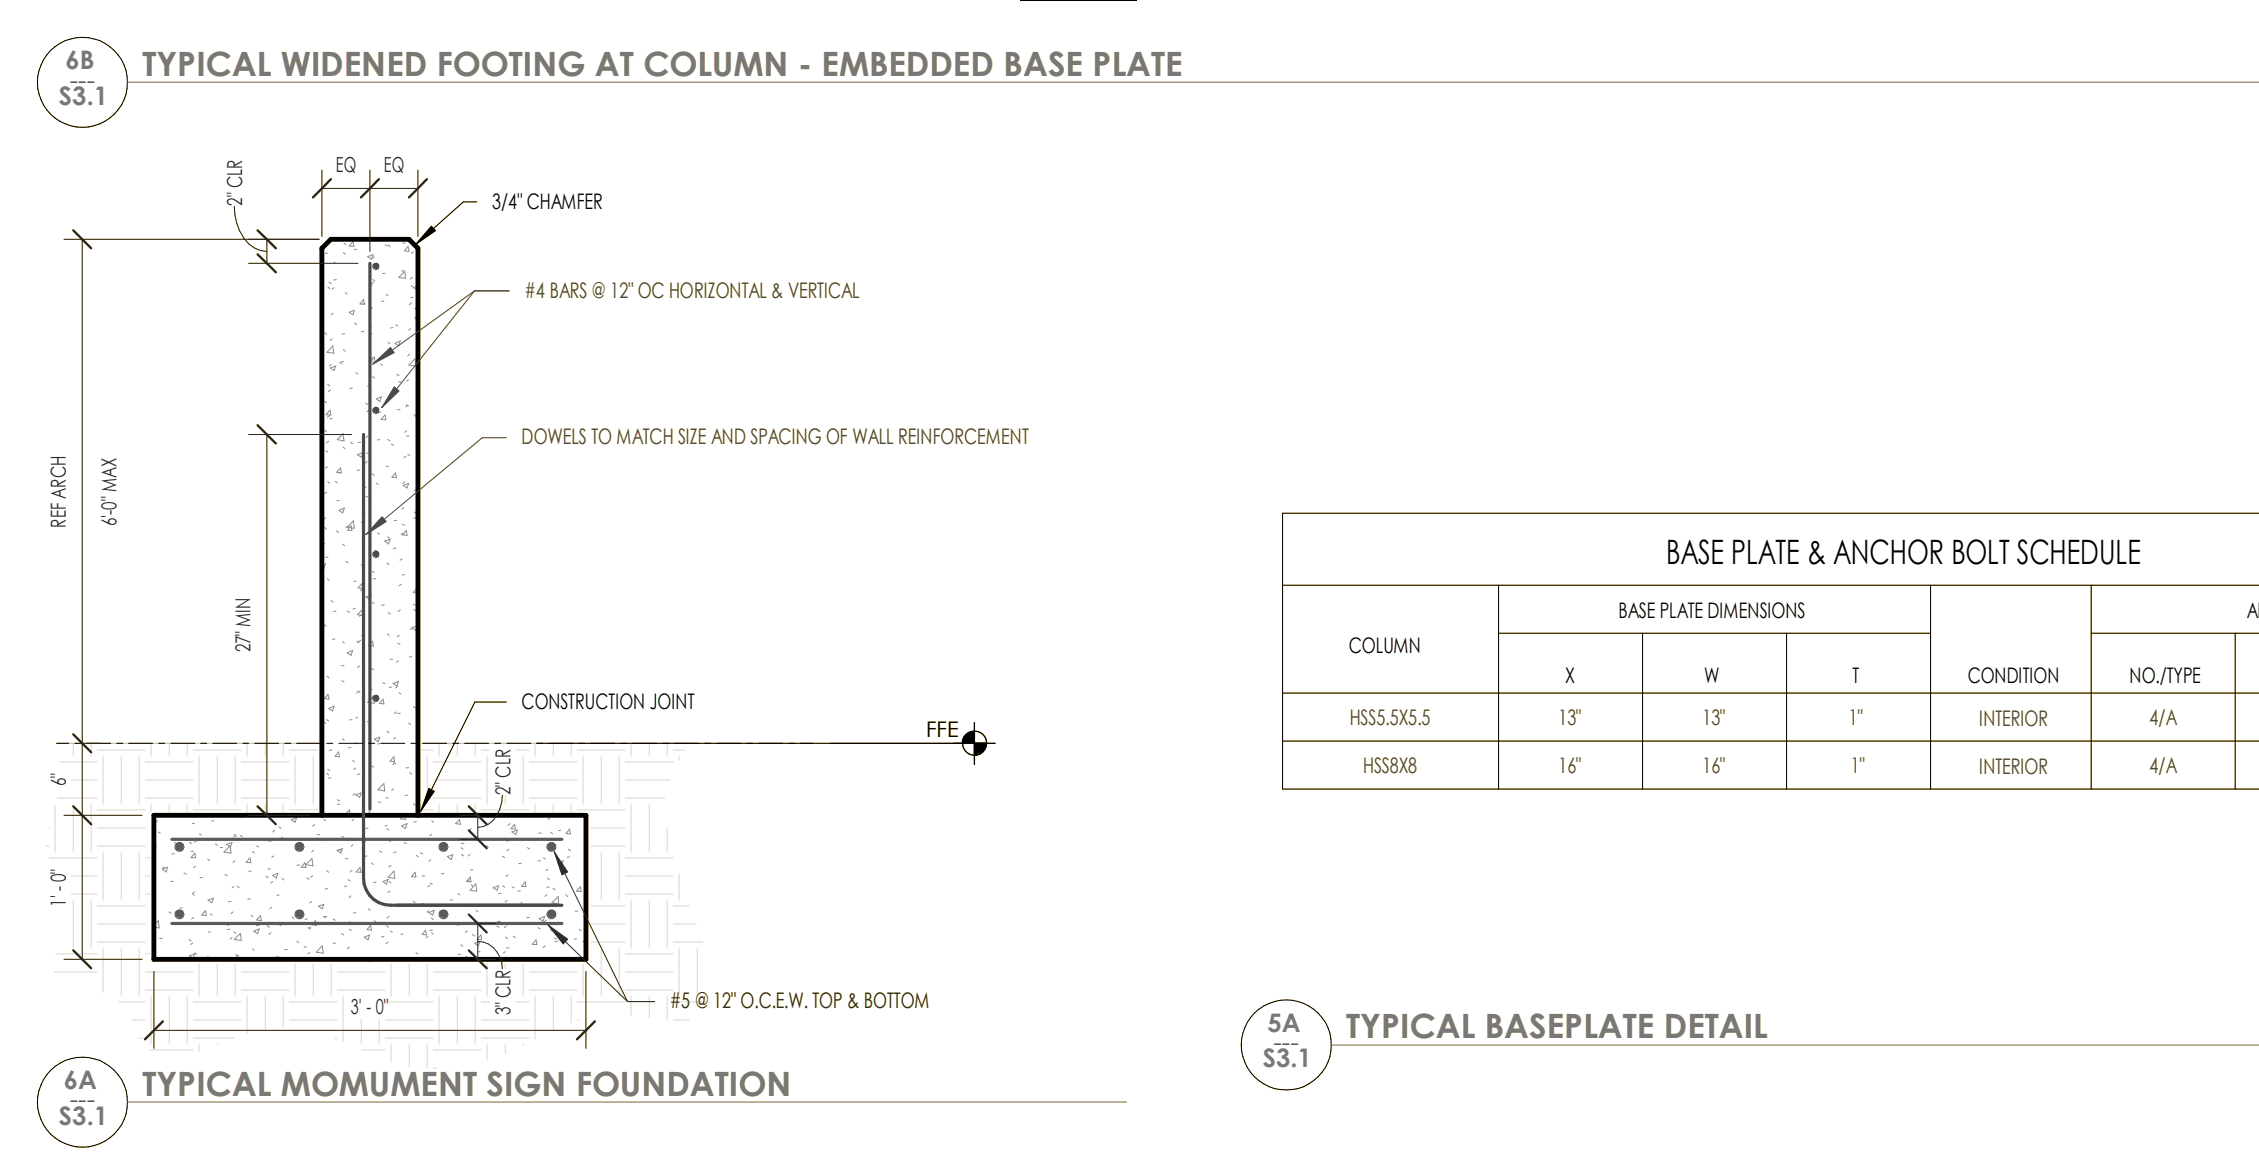 6B
---
S3.1
TYPICAL WIDENED FOOTING AT COLUMN - EMBEDDED BASE PLATE
2" CLR
EQ
EQ
3/4" CHAMFER
#4 BARS @ 12" OC HORIZONTAL & VERTICAL
DOWELS TO MATCH SIZE AND SPACING OF WALL REINFORCEMENT
REF ARCH
6'-0" MAX
27" MIN
CONSTRUCTION JOINT
FFE
6"
2" CLR
1' - 0"
3" CLR
3' - 0"
#5 @ 12" O.C.E.W. TOP & BOTTOM
6A
---
S3.1
TYPICAL MOMUMENT SIGN FOUNDATION
BASE PLATE & ANCHOR BOLT SCHEDULE
COLUMN
BASE PLATE DIMENSIONS
X
W
T
CONDITION
NO./TYPE
HSS5.5X5.5
13"
13"
1"
INTERIOR
4/A
HSS8X8
16"
16"
1"
INTERIOR
4/A
5A
---
S3.1
TYPICAL BASEPLATE DETAIL